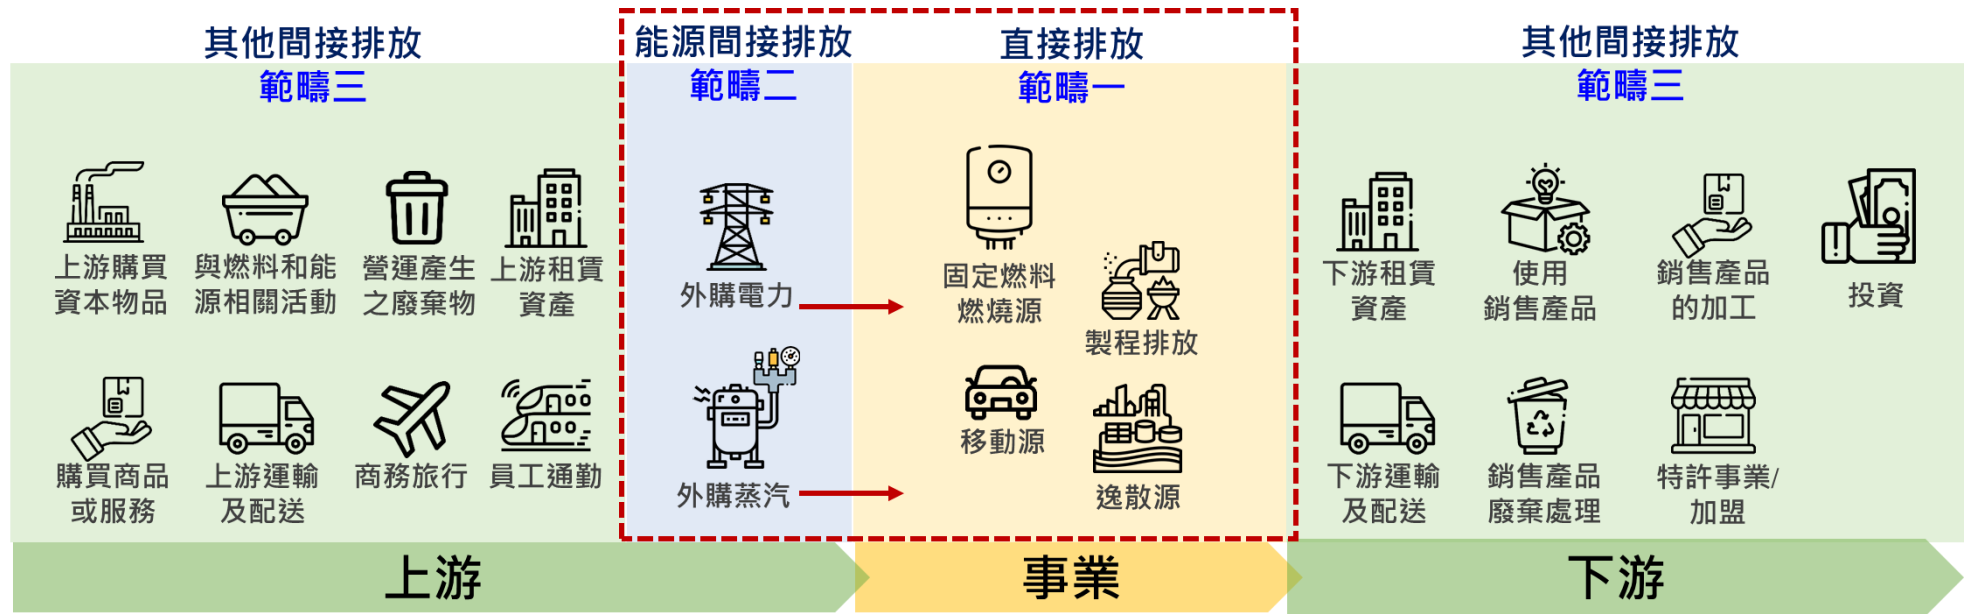 其他間接排放
範疇三
上游購買
資本物品
與燃料和能
源相關活動
營運產生
之廢棄物
上游租賃
資產
購買商品
或服務
上游運輸
及配送
商務旅行
員工通勤
能源間接排放
範疇二
外購電力
外購蒸汽
直接排放
範疇一
固定燃料
燃燒源
製程排放
移動源
逸散源
其他間接排放
範疇三
下游租賃
資產
使用
銷售產品
銷售產品
的加工
投資
下游運輸
及配送
銷售產品
廢棄處理
特許事業/
加盟
上游
事業
下游